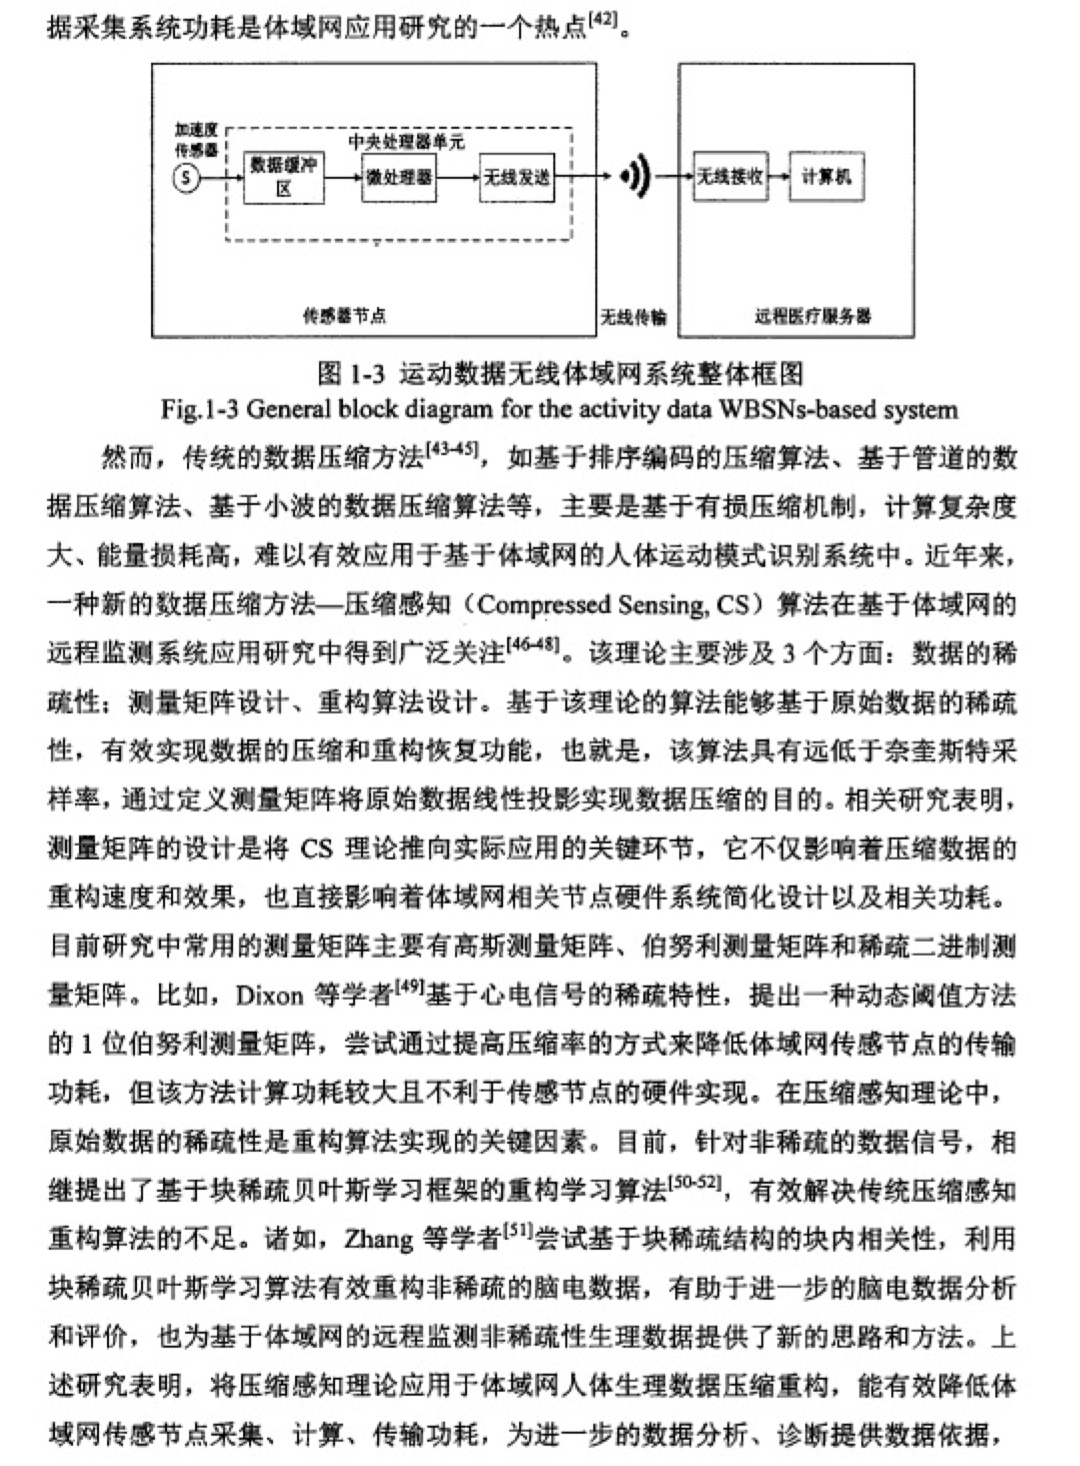 据采集系统功耗是体域网应用研究的一个热点[42]。
加速度
传感器
S
中央处理器单元
数据缓冲
区
微处理器
无线发送
无线接收
计算机
传感器节点
无线传输
远程医疗服务器
图 1-3 运动数据无线体域网系统整体框图
Fig.1-3 General block diagram for the activity data WBSNs-based system
然而，传统的数据压缩方法[43-45]，如基于排序编码的压缩算法、基于管道的数
据压缩算法、基于小波的数据压缩算法等，主要是基于有损压缩机制，计算复杂度
大、能量损耗高，难以有效应用于基于体域网的人体运动模式识别系统中。近年来，
一种新的数据压缩方法—压缩感知（Compressed Sensing, CS）算法在基于体域网的
远程监测系统应用研究中得到广泛关注[46-48]。该理论主要涉及 3 个方面：数据的稀
疏性；测量矩阵设计、重构算法设计。基于该理论的算法能够基于原始数据的稀疏
性，有效实现数据的压缩和重构恢复功能，也就是，该算法具有远低于奈奎斯特采
样率，通过定义测量矩阵将原始数据线性投影实现数据压缩的目的。相关研究表明，
测量矩阵的设计是将 CS 理论推向实际应用的关键环节，它不仅影响着压缩数据的
重构速度和效果，也直接影响着体域网相关节点硬件系统简化设计以及相关功耗。
目前研究中常用的测量矩阵主要有高斯测量矩阵、伯努利测量矩阵和稀疏二进制测
量矩阵。比如，Dixon 等学者[49]基于心电信号的稀疏特性，提出一种动态阈值方法
的 1 位伯努利测量矩阵，尝试通过提高压缩率的方式来降低体域网传感节点的传输
功耗，但该方法计算功耗较大且不利于传感节点的硬件实现。在压缩感知理论中，
原始数据的稀疏性是重构算法实现的关键因素。目前，针对非稀疏的数据信号，相
继提出了基于块稀疏贝叶斯学习框架的重构学习算法[50-52]，有效解决传统压缩感知
重构算法的不足。诸如，Zhang 等学者[51]尝试基于块稀疏结构的块内相关性，利用
块稀疏贝叶斯学习算法有效重构非稀疏的脑电数据，有助于进一步的脑电数据分析
和评价，也为基于体域网的远程监测非稀疏性生理数据提供了新的思路和方法。上
述研究表明，将压缩感知理论应用于体域网人体生理数据压缩重构，能有效降低体
域网传感节点采集、计算、传输功耗，为进一步的数据分析、诊断提供数据依据，